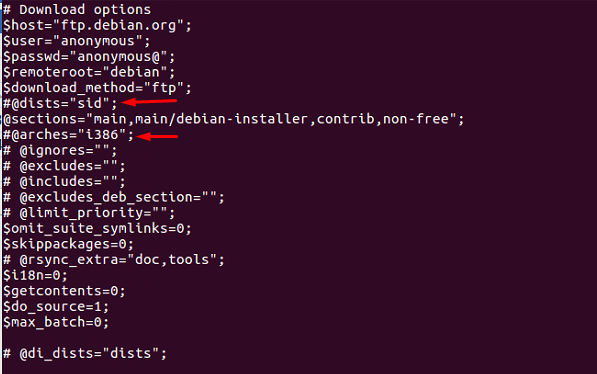 # Download options
$host="ftp.debian.org";
$user="anonymous";
$passwd="anonymous@";
$remoteroot="debian";
$download_method="ftp";
#@dists="sid";
@sections="main,main/debian-installer,contrib,non-free";
#@arches="i386";
# @ignores="";
# @excludes="";
# @includes="";
# @excludes_deb_section="";
# @limit_priority="";
$omit_suite_symlinks=0;
$skippackages=0;
# @rsync_extra="doc,tools";
$i18n=0;
$getcontents=0;
$do_source=1;
$max_batch=0;
# @di_dists="dists";